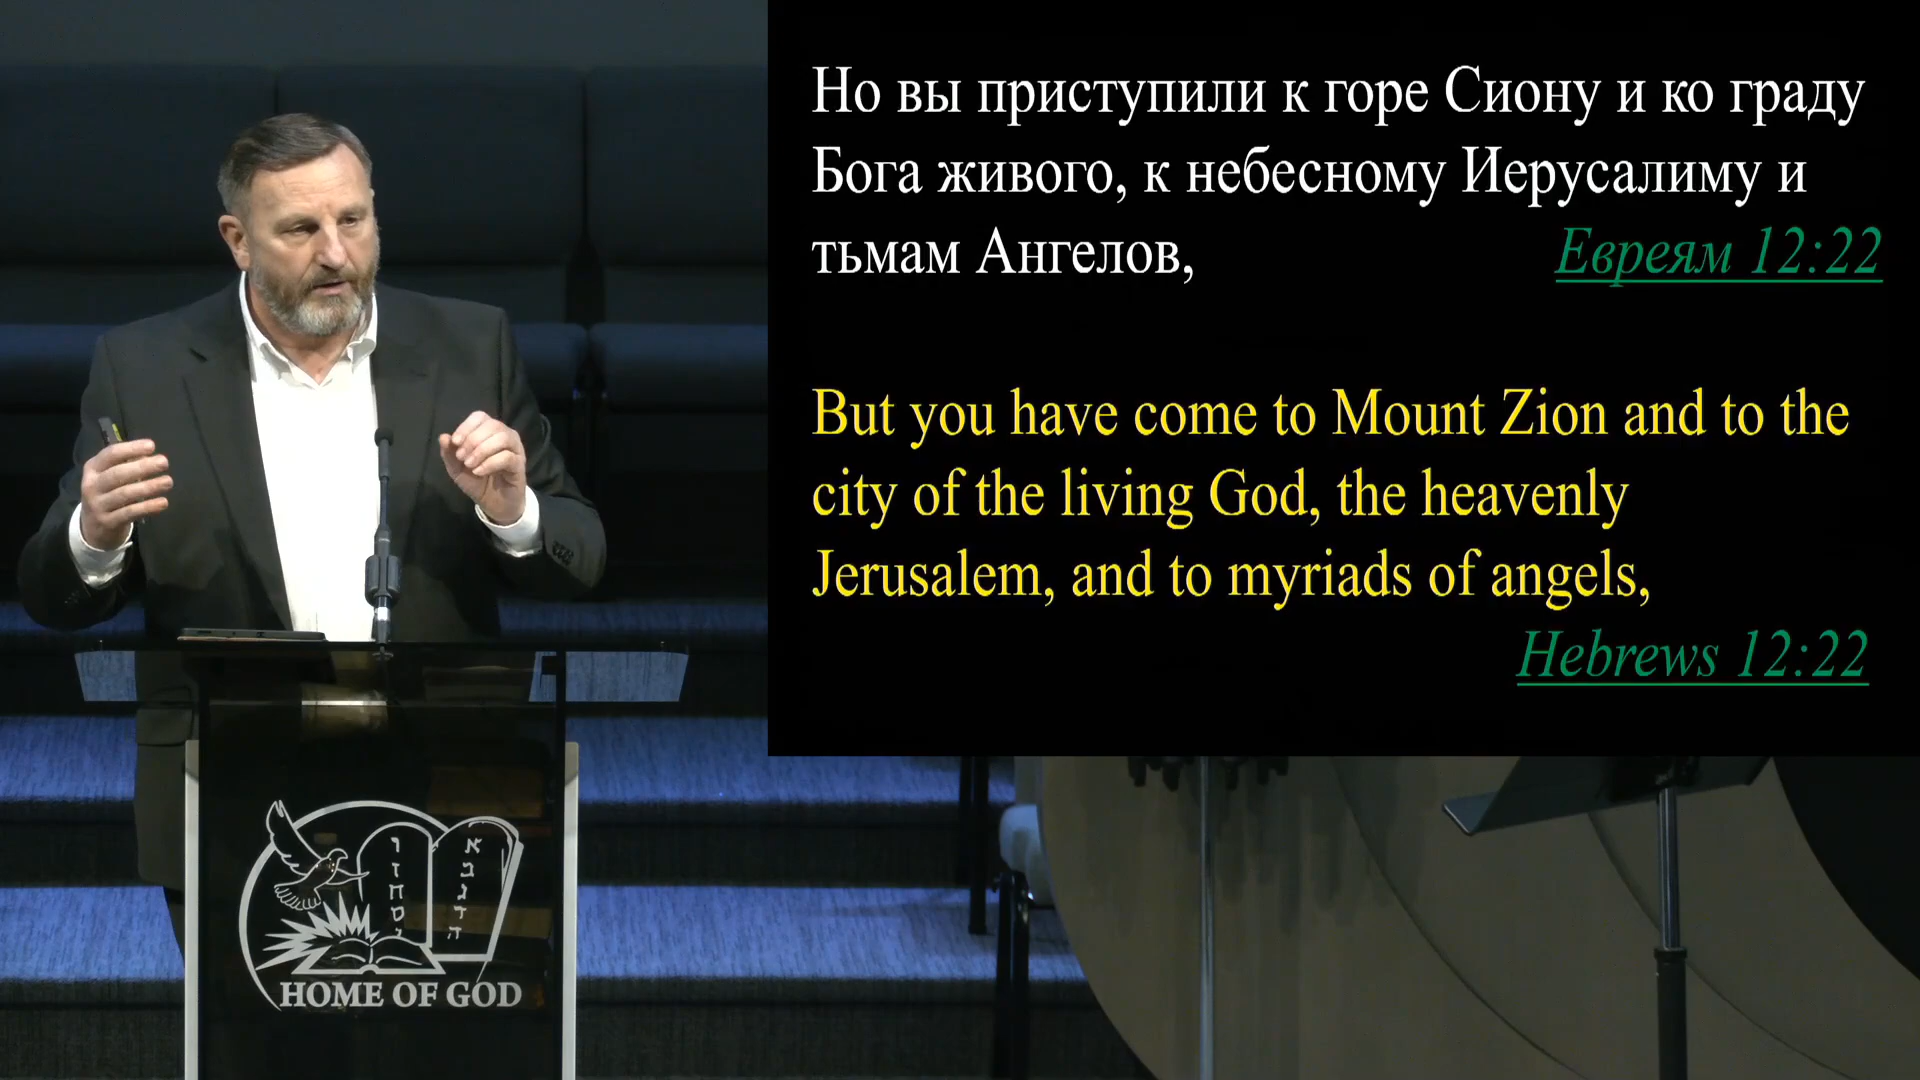 Но вы приступили к горе Сиону и ко граду
Бога живого, к небесному Иерусалиму и
тьмам Ангелов,
Евреям 12:22
But you have come to Mount Zion and to the
city of the living God, the heavenly
Jerusalem, and to myriads of angels,
Hebrews 12:22
HOME OF GOD